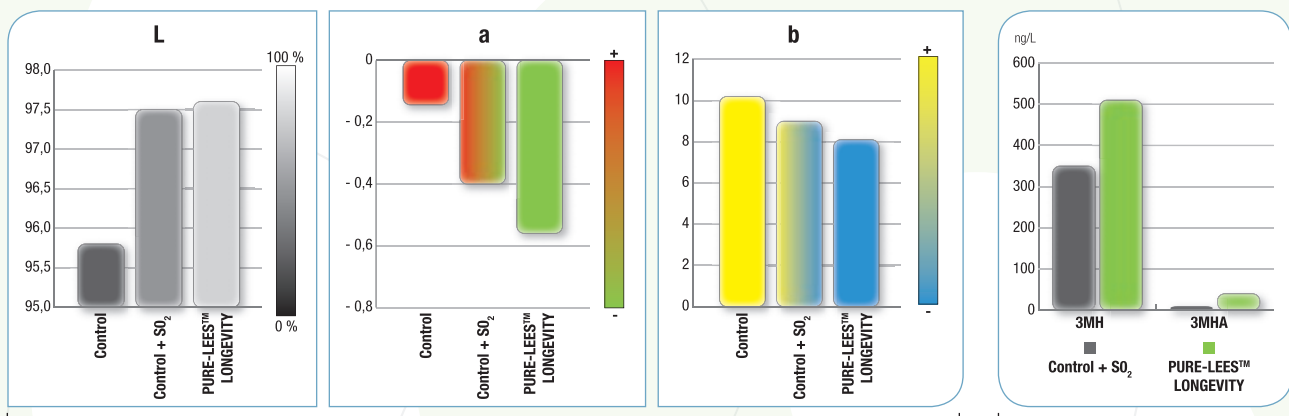 L
100 %
98,0
97,5
97,0
96,5
96,0
95,5
95,0
0 %
Control
Control + SO₂
PURE-LEES™
LONGEVITY
a
+
0
- 0,2
- 0,4
- 0,6
- 0,8
-
Control
Control + SO₂
PURE-LEES™
LONGEVITY
b
+
12
10
8
6
4
2
0
-
Control
Control + SO₂
PURE-LEES™
LONGEVITY
ng/L
600
500
400
300
200
100
0
3MH
3MHA
Control + SO₂
PURE-LEES™
LONGEVITY